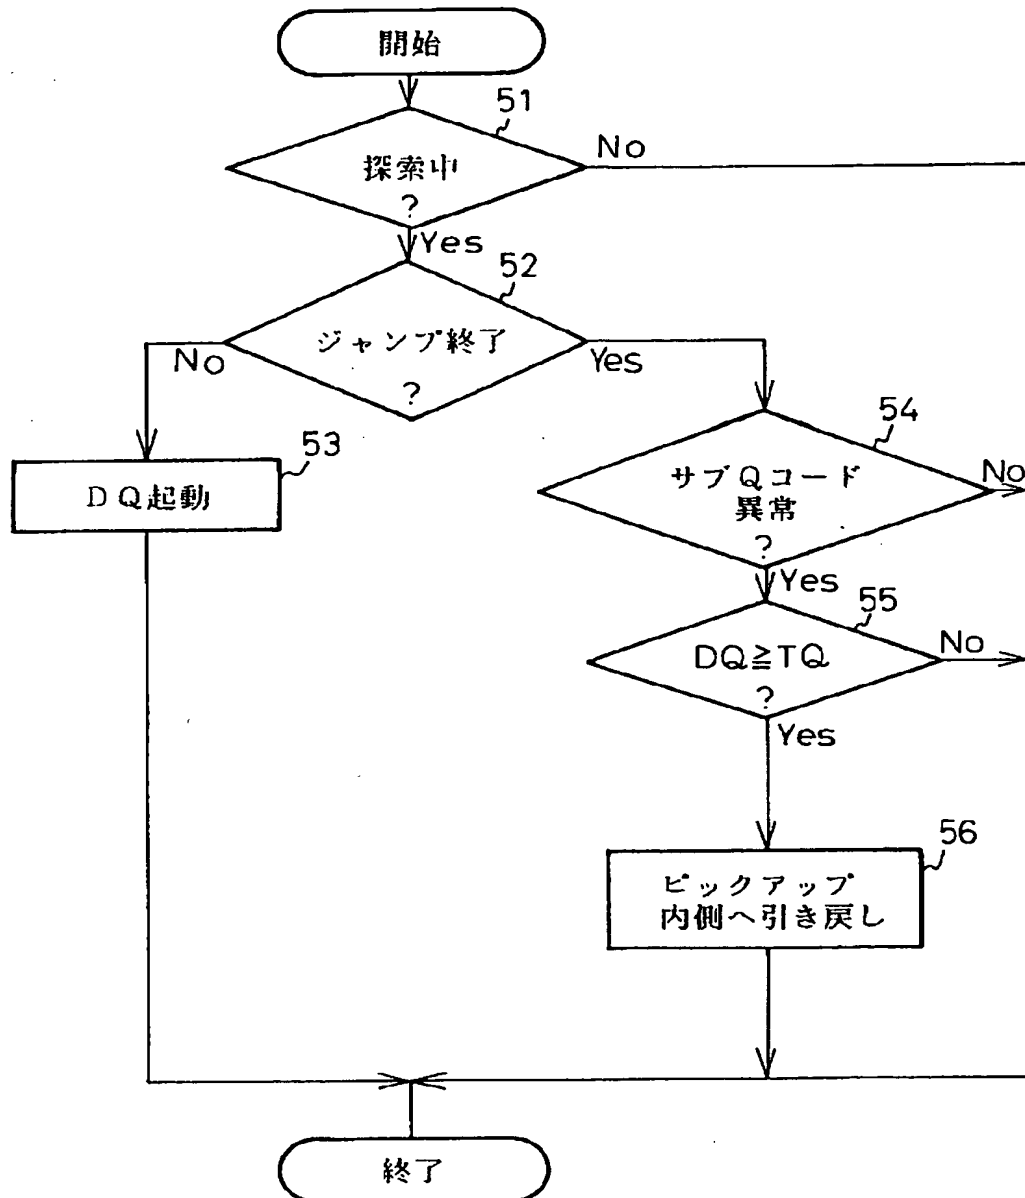 開始
51
探索中
?
No
Yes
52
ジャンプ終了
?
No
Yes
53
DQ起動
54
サブQコード
異常
?
No
Yes
55
DQ≧TQ
?
No
Yes
56
ピックアップ
内側へ引き戻し
終了